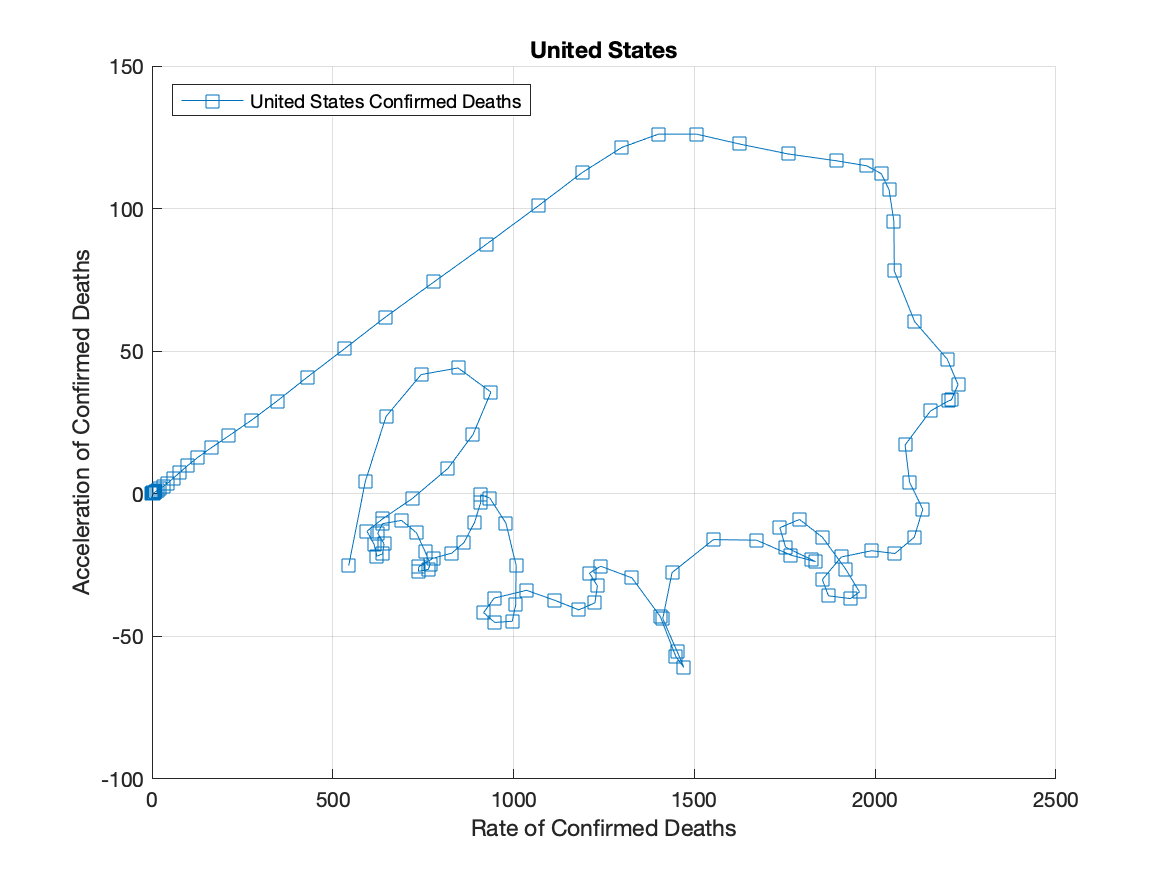 United States
150
United States Confirmed Deaths
100
50
0
-50
-100
Acceleration of Confirmed Deaths
0 500 1000 1500 2000 2500
Rate of Confirmed Deaths